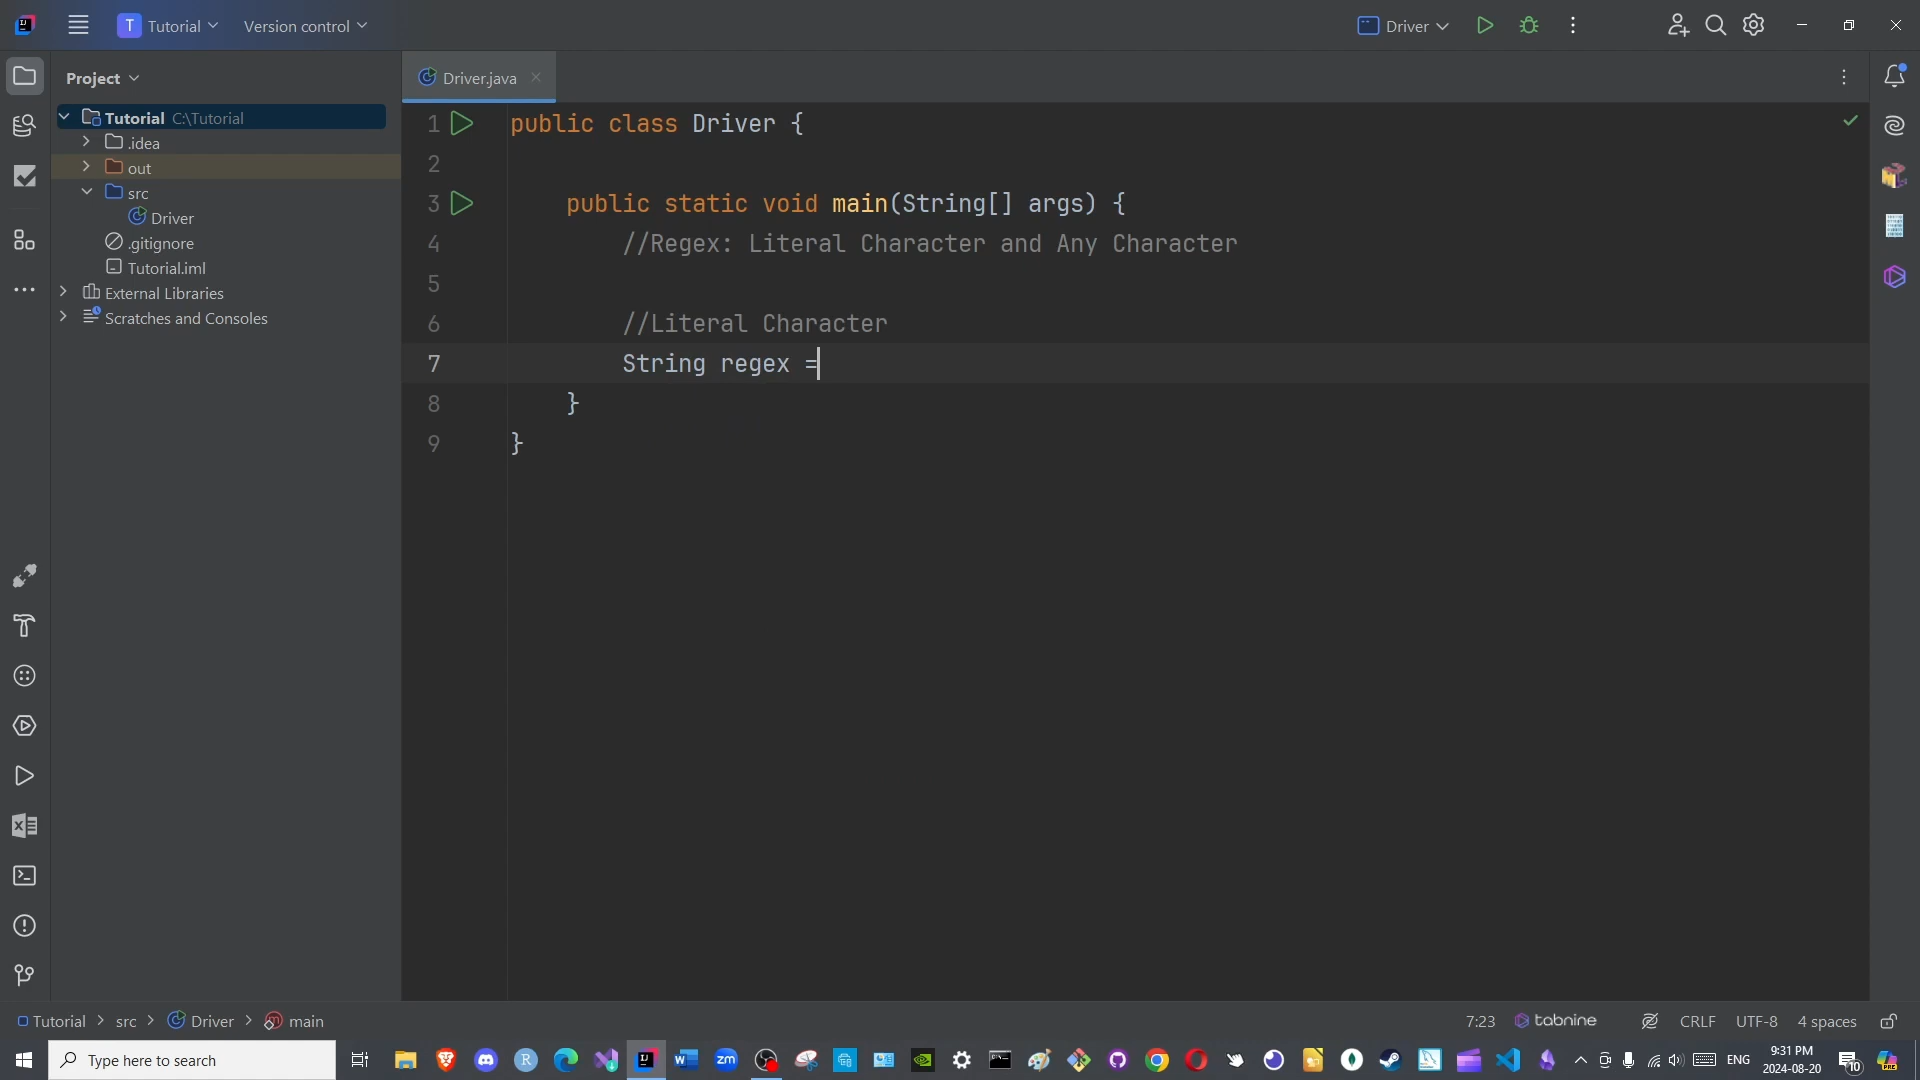 T Tutorial Version control Driver
Project Driver.java
Tutorial C:\Tutorial
.idea
out
src
Driver
.gitignore
Tutorial.iml
External Libraries
Scratches and Consoles
1 public class Driver {
2
3 public static void main(String[] args) {
4 //Regex: Literal Character and Any Character
5
6 //Literal Character
7 String regex =
8 }
9 }
Tutorial > src > Driver > main 7:23 tabnine CRLF UTF-8 4 spaces
Type here to search ENG 9:31 PM
2024-08-20 10